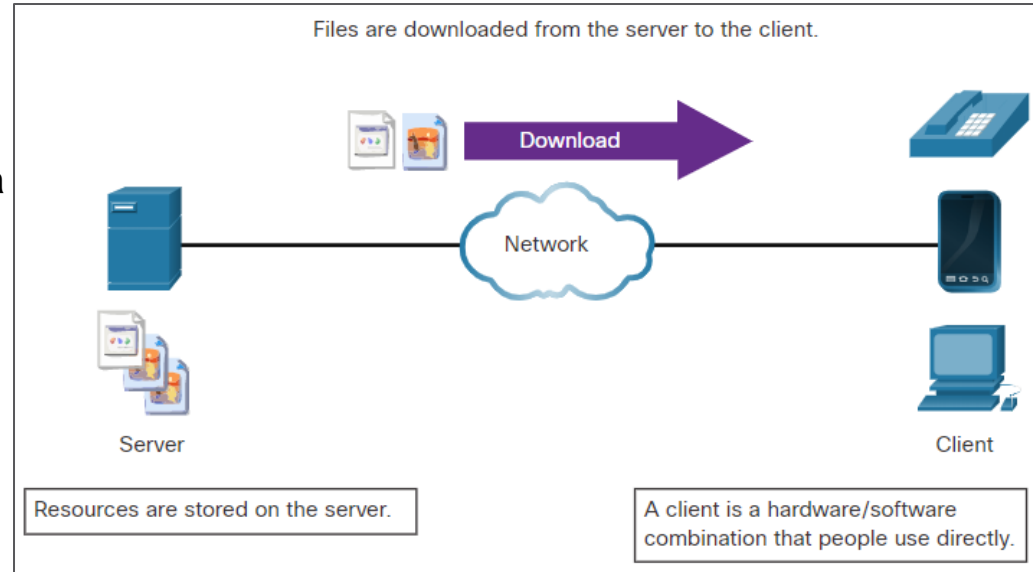 Files are downloaded from the server to the client.
Download
a
Network
Server
Client
Resources are stored on the server.
A client is a hardware/software
combination that people use directly.